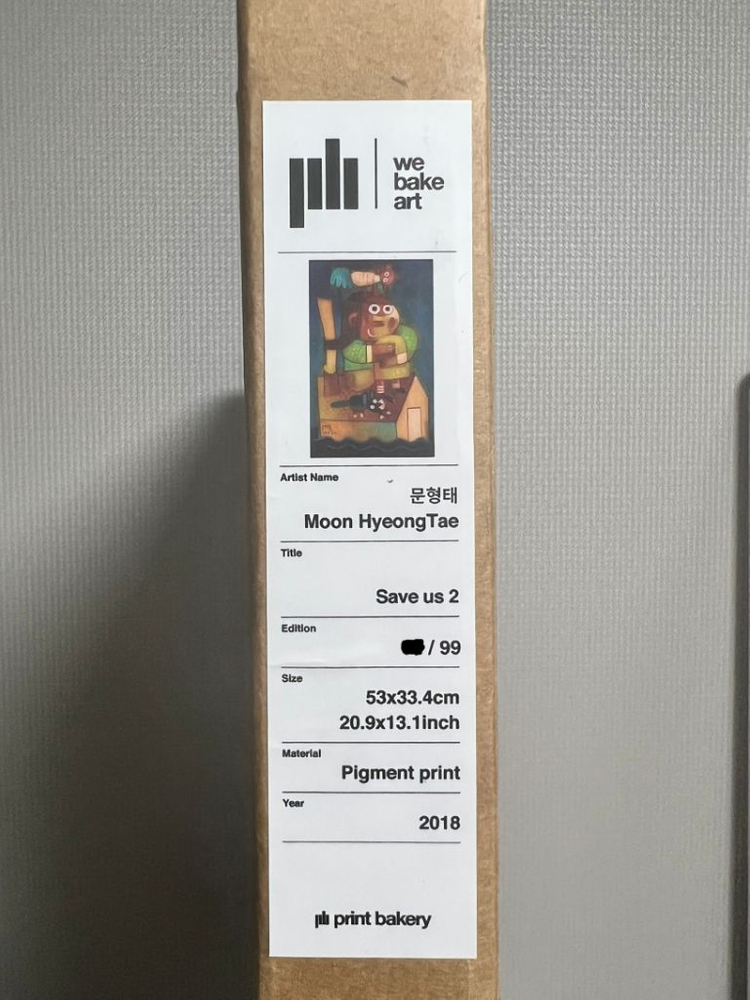 we
bake
art
Artist Name
문형태
Moon HyeongTae
Title
Save us 2
Edition
/ 99
Size
53x33.4cm
20.9x13.1inch
Material
Pigment print
Year
2018
print bakery